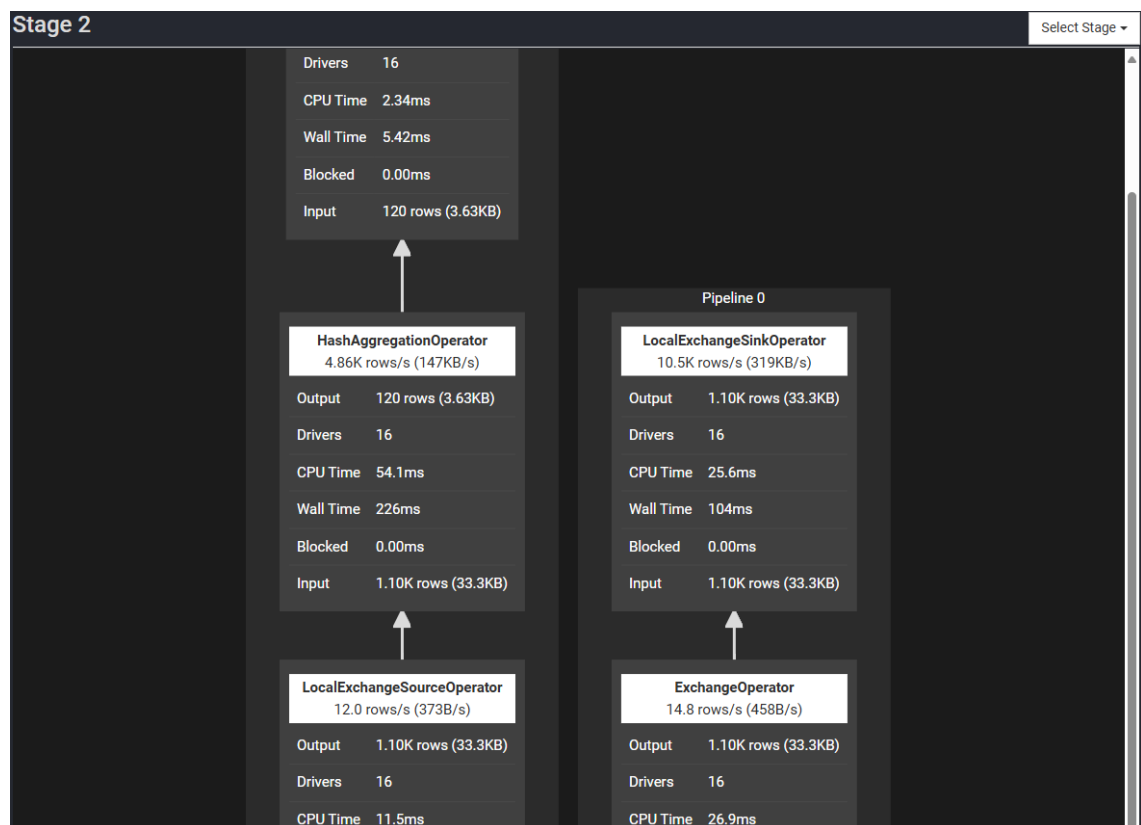 Stage 2
Select Stage
Drivers 16
CPU Time 2.34ms
Wall Time 5.42ms
Blocked 0.00ms
Input 120 rows (3.63KB)
HashAggregationOperator
4.86K rows/s (147KB/s)
Output 120 rows (3.63KB)
Drivers 16
CPU Time 54.1ms
Wall Time 226ms
Blocked 0.00ms
Input 1.10K rows (33.3KB)
LocalExchangeSourceOperator
12.0 rows/s (373B/s)
Output 1.10K rows (33.3KB)
Drivers 16
CPU Time 11.5ms
Pipeline 0
LocalExchangeSinkOperator
10.5K rows/s (319KB/s)
Output 1.10K rows (33.3KB)
Drivers 16
CPU Time 25.6ms
Wall Time 104ms
Blocked 0.00ms
Input 1.10K rows (33.3KB)
ExchangeOperator
14.8 rows/s (458B/s)
Output 1.10K rows (33.3KB)
Drivers 16
CPU Time 26.9ms